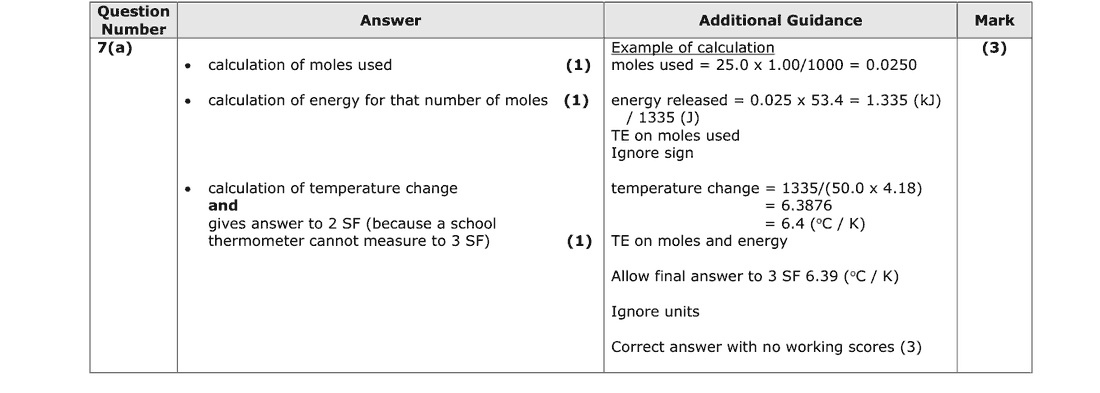 Question Number
Answer
Additional Guidance
Mark
7(a)
• calculation of moles used (1)
• calculation of energy for that number of moles (1)
• calculation of temperature change
and
gives answer to 2 SF (because a school
thermometer cannot measure to 3 SF) (1)
Example of calculation
moles used = 25.0 x 1.00/1000 = 0.0250
energy released = 0.025 x 53.4 = 1.335 (kJ)
/ 1335 (J)
TE on moles used
Ignore sign
temperature change = 1335/(50.0 x 4.18)
= 6.3876
= 6.4 (°C / K)
TE on moles and energy
Allow final answer to 3 SF 6.39 (°C / K)
Ignore units
Correct answer with no working scores (3)
(3)